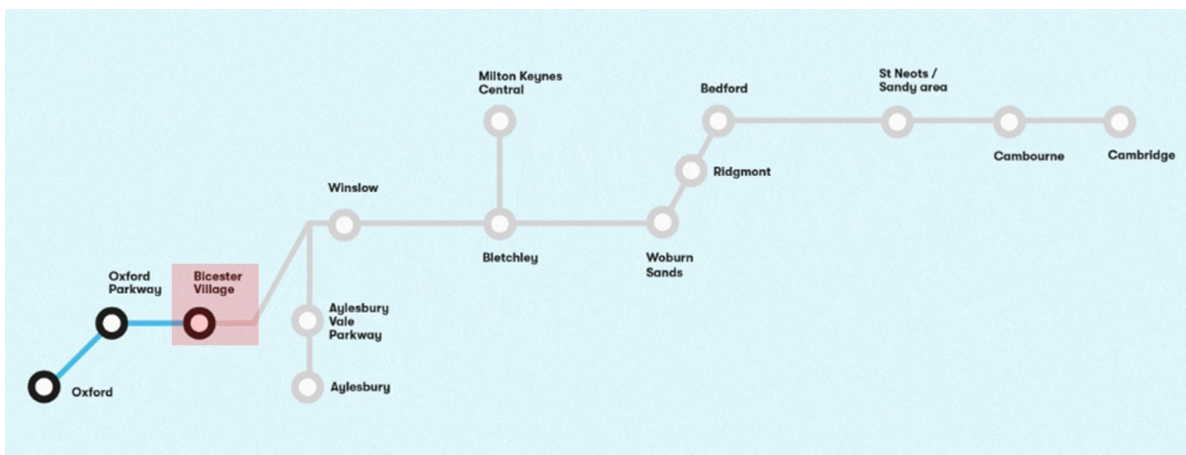 Milton Keynes
Central
Bedford
St Neots /
Sandy area
Cambourne
Cambridge
Ridgmont
Winslow
Bletchley
Woburn
Sands
Oxford
Parkway
Bicester
Village
Aylesbury
Vale
Parkway
Oxford
Aylesbury